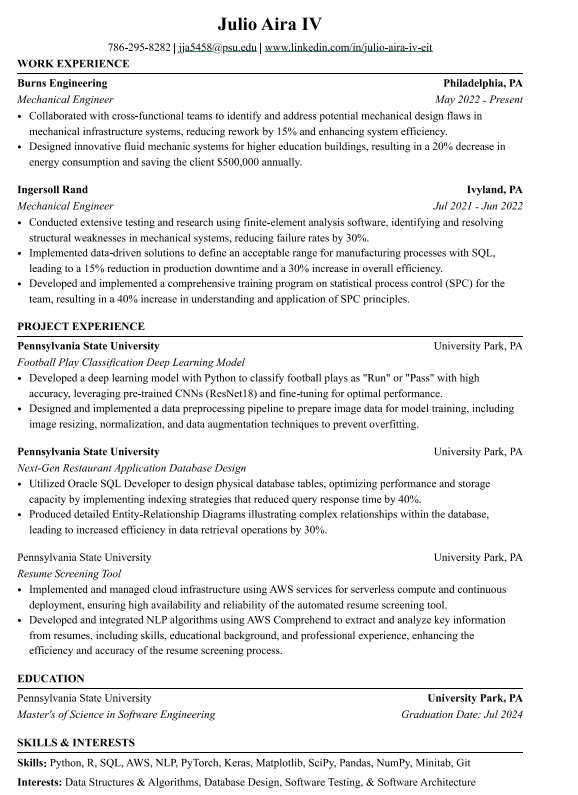 Julio Aira IV
786-295-8282 | jja5458@psu.edu | www.linkedin.com/in/julio-aira-iv-eit
WORK EXPERIENCE
Burns Engineering Philadelphia, PA
Mechanical Engineer May 2022 - Present
• Collaborated with cross-functional teams to identify and address potential mechanical design flaws in
mechanical infrastructure systems, reducing rework by 15% and enhancing system efficiency.
• Designed innovative fluid mechanic systems for higher education buildings, resulting in a 20% decrease in
energy consumption and saving the client $500,000 annually.
Ingersoll Rand Ivyland, PA
Mechanical Engineer Jul 2021 - Jun 2022
• Conducted extensive testing and research using finite-element analysis software, identifying and resolving
structural weaknesses in mechanical systems, reducing failure rates by 30%.
• Implemented data-driven solutions to define an acceptable range for manufacturing processes with SQL,
leading to a 15% reduction in production downtime and a 30% increase in overall efficiency.
• Developed and implemented a comprehensive training program on statistical process control (SPC) for the
team, resulting in a 40% increase in understanding and application of SPC principles.
PROJECT EXPERIENCE
Pennsylvania State University University Park, PA
Football Play Classification Deep Learning Model
• Developed a deep learning model with Python to classify football plays as "Run" or "Pass" with high
accuracy, leveraging pre-trained CNNs (ResNet18) and fine-tuning for optimal performance.
• Designed and implemented a data preprocessing pipeline to prepare image data for model training, including
image resizing, normalization, and data augmentation techniques to prevent overfitting.
Pennsylvania State University University Park, PA
Next-Gen Restaurant Application Database Design
• Utilized Oracle SQL Developer to design physical database tables, optimizing performance and storage
capacity by implementing indexing strategies that reduced query response time by 40%.
• Produced detailed Entity-Relationship Diagrams illustrating complex relationships within the database,
leading to increased efficiency in data retrieval operations by 30%.
Pennsylvania State University University Park, PA
Resume Screening Tool
• Implemented and managed cloud infrastructure using AWS services for serverless compute and continuous
deployment, ensuring high availability and reliability of the automated resume screening tool.
• Developed and integrated NLP algorithms using AWS Comprehend to extract and analyze key information
from resumes, including skills, educational background, and professional experience, enhancing the
efficiency and accuracy of the resume screening process.
EDUCATION
Pennsylvania State University University Park, PA
Master's of Science in Software Engineering Graduation Date: Jul 2024
SKILLS & INTERESTS
Skills: Python, R, SQL, AWS, NLP, PyTorch, Keras, Matplotlib, SciPy, Pandas, NumPy, Minitab, Git
Interests: Data Structures & Algorithms, Database Design, Software Testing, & Software Architecture